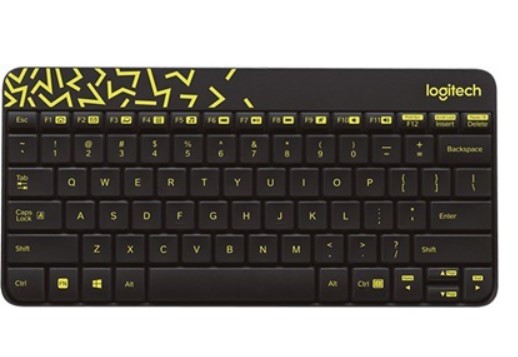 logitech
Esc F1 F2 F3 F4 F5 F6 F7 F8 F9 F10 F11 F12 Insert Delete
~ ` ! 1 @ 2 # 3 $ 4 % 5 ^ 6 & 7 * 8 ( 9 ) 0 — + = Backspace
Tab Q W E R T Y U I O P { [ } ] \
Caps Lock A A S D F G H J K L : ; Enter
Shift Z X C V B N M < , > . ? / Shift
Ctrl FN Alt Alt Ctrl